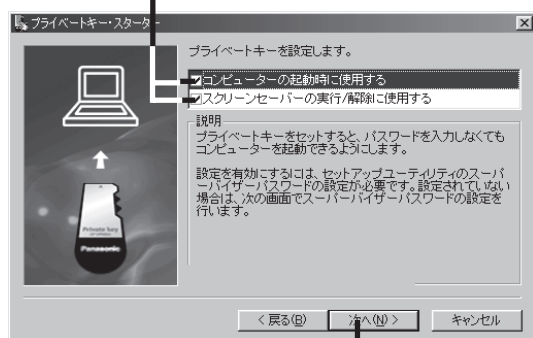 プライベートキー・スターター
プライベートキーを設定します。
コンピューターの起動時に使用する
スクリーンセーバーの実行/解除に使用する
説明
プライベートキーをセットすると、パスワードを入力しなくても
コンピューターを起動できるようにします。
設定を有効にするには、セットアップユーティリティのスーパ
ーバイザーパスワードの設定が必要です。設定されていない
場合は、次の画面でスーパーバイザーパスワードの設定を
行います。
Private key
Panasonic
< 戻る(B)
次へ(N) >
キャンセル